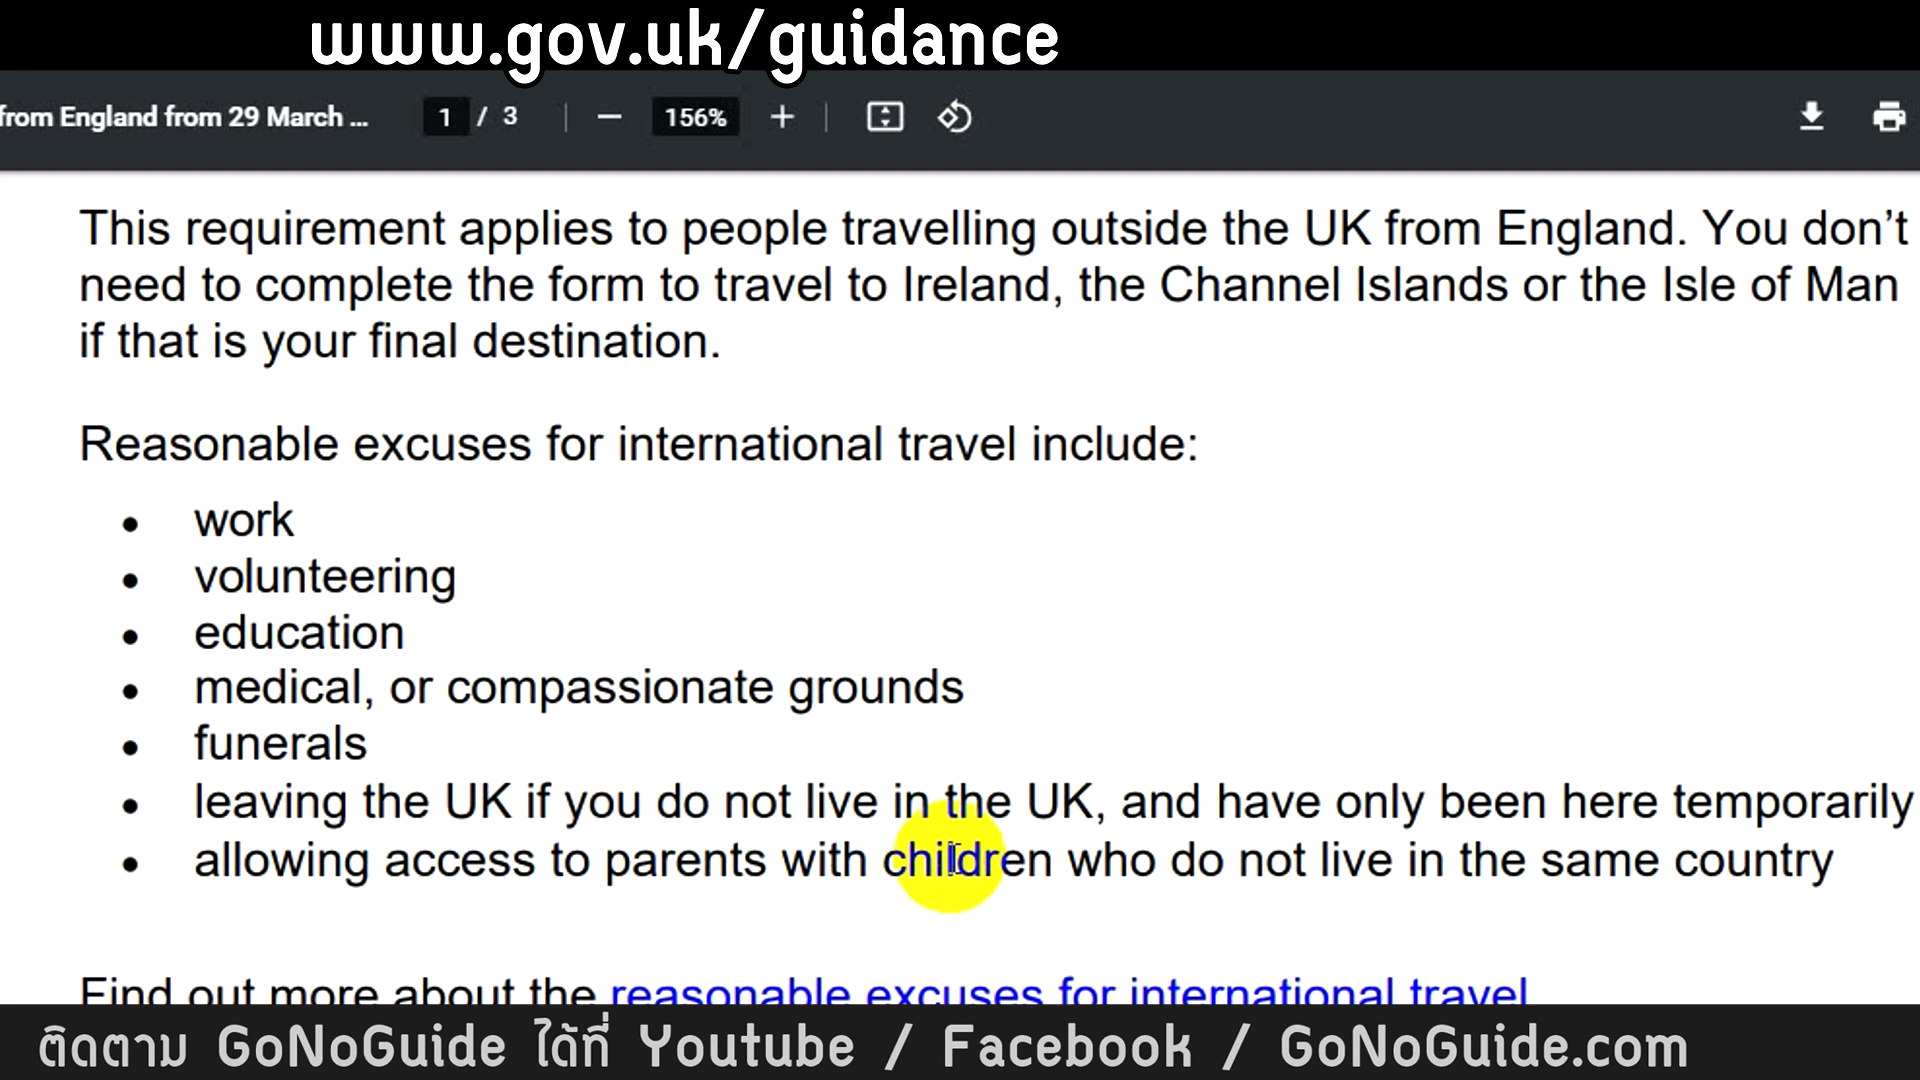 www.gov.uk/guidance
from England from 29 March ... 1 / 3 156%
This requirement applies to people travelling outside the UK from England. You don’t
need to complete the form to travel to Ireland, the Channel Islands or the Isle of Man
if that is your final destination.
Reasonable excuses for international travel include:
• work
• volunteering
• education
• medical, or compassionate grounds
• funerals
• leaving the UK if you do not live in the UK, and have only been here temporarily
• allowing access to parents with children who do not live in the same country
Find out more about the reasonable excuses for international travel
ติดตาม GoNoGuide ได้ที่ Youtube / Facebook / GoNoGuide.com